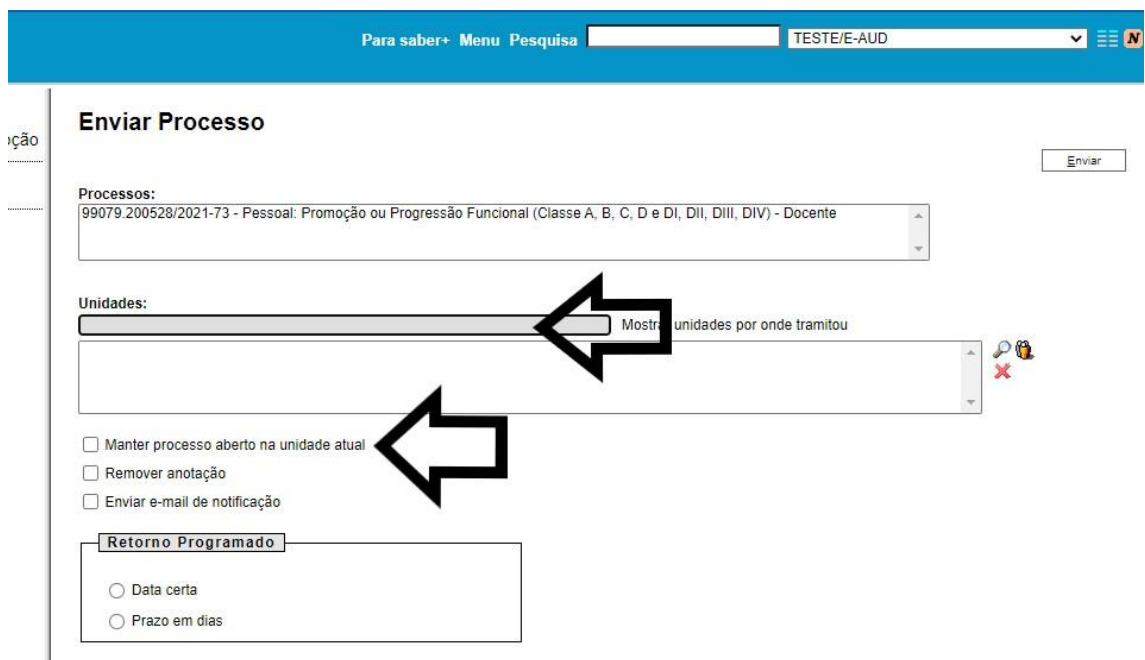 Para saber+ Menu Pesquisa TESTE/E-AUD N
Enviar Processo
oção
Enviar
Processos:
99079.200528/2021-73 - Pessoal: Promoção ou Progressão Funcional (Classe A, B, C, D e DI, DII, DIII, DIV) - Docente
Unidades:
Mostrar unidades por onde tramitou
Manter processo aberto na unidade atual
Remover anotação
Enviar e-mail de notificação
Retorno Programado
Data certa
Prazo em dias